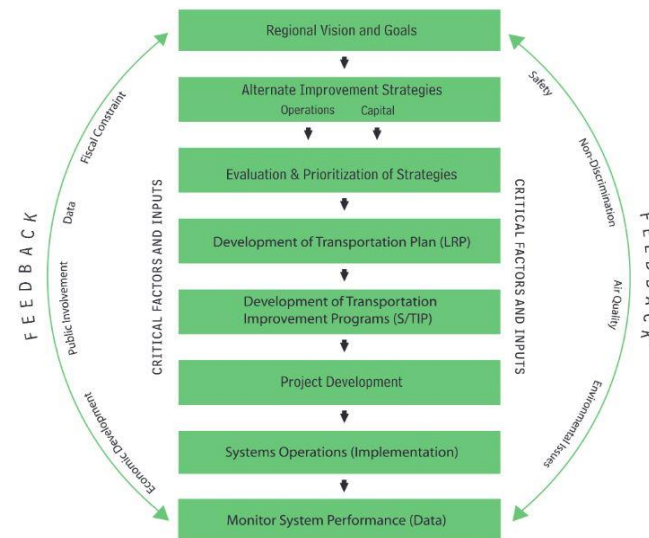 Regional Vision and Goals
Alternate Improvement Strategies
Operations Capital
Evaluation & Prioritization of Strategies
Development of Transportation Plan (LRP)
Development of Transportation
Improvement Programs (S/TIP)
Project Development
Systems Operations (Implementation)
Monitor System Performance (Data)
FEEDBACK
Fiscal Constraint
Data
Public Involvement
Economic Development
CRITICAL FACTORS AND INPUTS
CRITICAL FACTORS AND INPUTS
Safety
Non-Discrimination
Air Quality
Environmental Issues
FEEDBACK